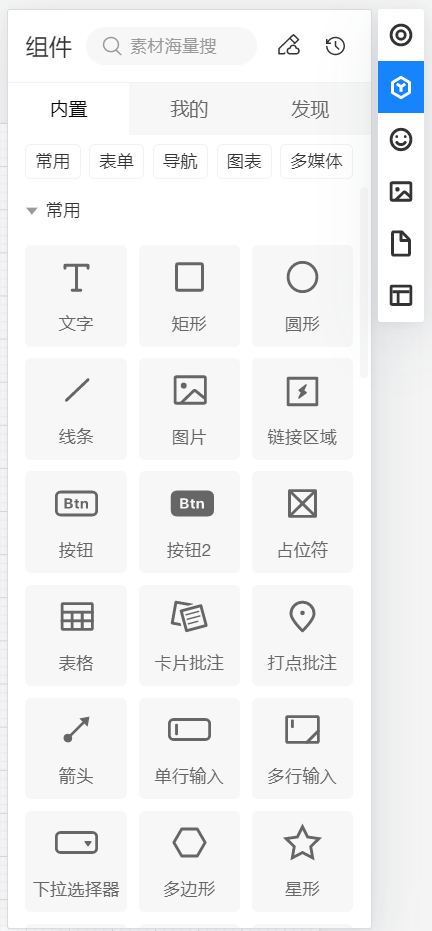 组件 素材海量搜
内置 我的 发现
常用 表单 导航 图表 多媒体
常用
文字 矩形 圆形
线条 图片 链接区域
Btn Btn
按钮 按钮2 占位符
表格 卡片批注 打点批注
箭头 单行输入 多行输入
下拉选择器 多边形 星形